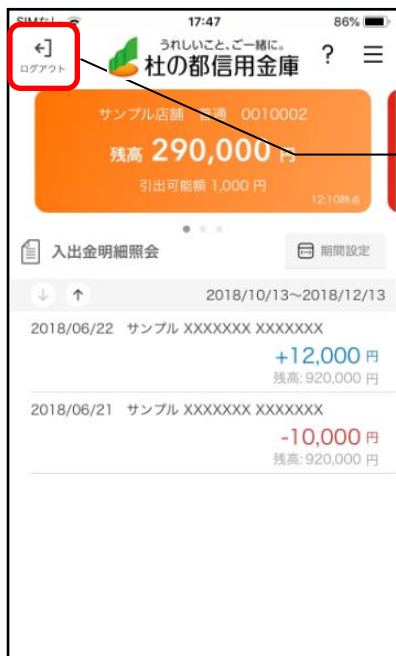 SIMなし 17:47 86%
ログアウト
うれしいこと、ご一緒に。
杜の都信用金庫
?
サンプル店舗 普通 0010002
残高 290,000 円
引出可能額 1,000 円
12:10時点
入出金明細照会
期間設定
↓ ↑ 2018/10/13~2018/12/13
2018/06/22 サンプル XXXXXXX XXXXXXX
+12,000 円
残高:920,000 円
2018/06/21 サンプル XXXXXXX XXXXXXX
-10,000 円
残高:920,000 円